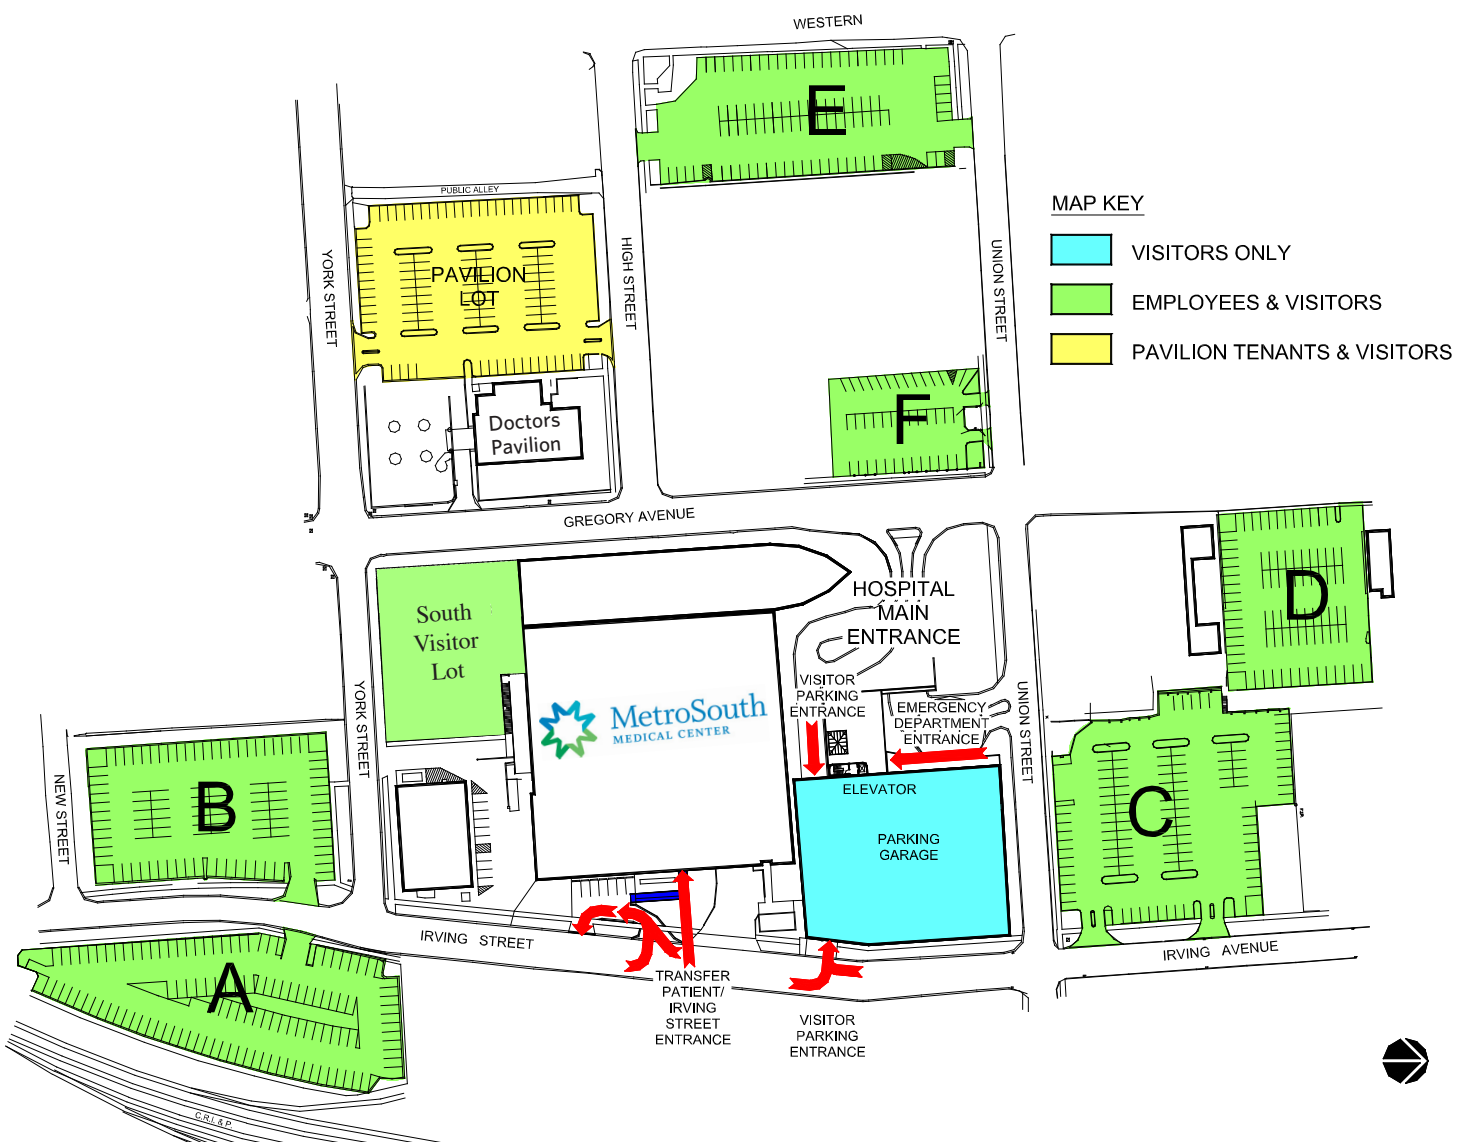 WESTERN
E
MAP KEY
VISITORS ONLY
EMPLOYEES & VISITORS
PAVILION TENANTS & VISITORS
PUBLIC ALLEY
YORK STREET
PAVILION
LOT
HIGH STREET
UNION STREET
F
Doctors
Pavilion
GREGORY AVENUE
HOSPITAL
MAIN
ENTRANCE
D
South
Visitor
Lot
YORK STREET
MetroSouth
MEDICAL CENTER
VISITOR
PARKING
ENTRANCE
EMERGENCY
DEPARTMENT
ENTRANCE
UNION STREET
NEW STREET
B
ELEVATOR
PARKING
GARAGE
C
IRVING STREET
IRVING AVENUE
A
TRANSFER
PATIENT/
IRVING
STREET
ENTRANCE
VISITOR
PARKING
ENTRANCE
C.R.I. & P.